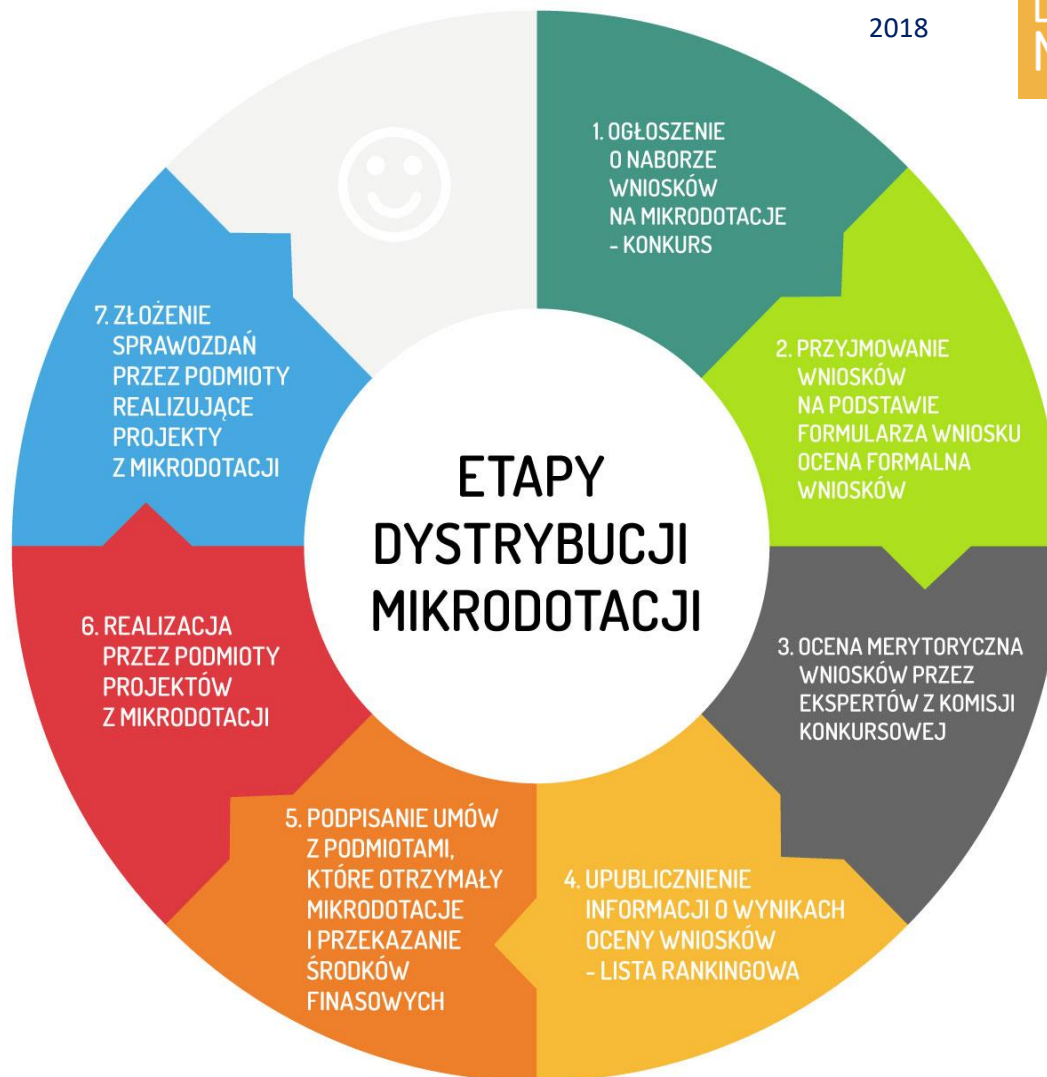 2018
1. OGŁOSZENIE
O NABORZE
WNIOSKÓW
NA MIKRODOTACJE
- KONKURS
2. PRZYJMOWANIE
WNIOSKÓW
NA PODSTAWIE
FORMULARZA WNIOSKU
OCENA FORMALNA
WNIOSKÓW
3. OCENA MERYTORYCZNA
WNIOSKÓW PRZEZ
EKSPERTÓW Z KOMISJI
KONKURSOWEJ
4. UPUBLICZNIENIE
INFORMACJI O WYNIKACH
OCENY WNIOSKÓW
- LISTA RANKINGOWA
5. PODPISANIE UMÓW
Z PODMIOTAMI,
KTÓRE OTRZYMAŁY
MIKRODOTACJE
I PRZEKAZANIE
ŚRODKÓW
FINASOWYCH
6. REALIZACJA
PRZEZ PODMIOTY
PROJEKTÓW
Z MIKRODOTACJI
7. ZŁOŻENIE
SPRAWOZDAŃ
PRZEZ PODMIOTY
REALIZUJĄCE
PROJEKTY
Z MIKRODOTACJI
ETAPY
DYSTRYBUCJI
MIKRODOTACJI